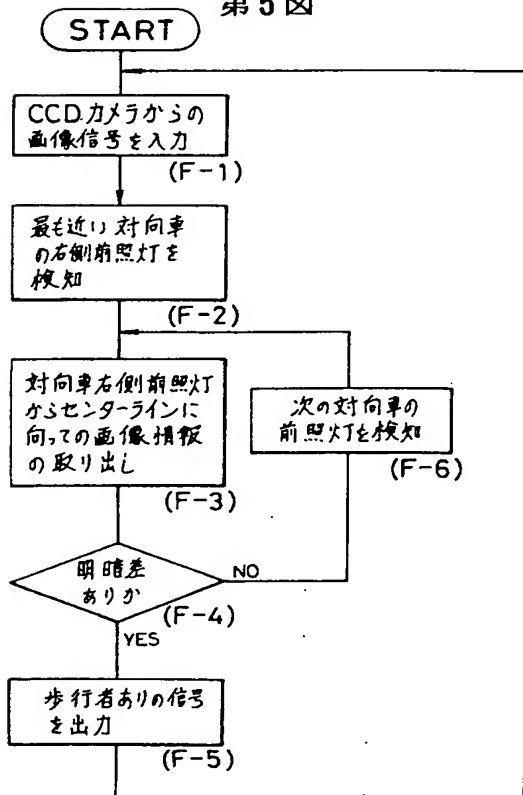 第5図
START
CCDカメラからの
画像信号を入力
(F-1)
最も近い対向車
の右側前照灯を
検知
(F-2)
対向車右側前照灯
からセンターラインに
向っての画像情報
の取り出し
(F-3)
次の対向車の
前照灯を検知
(F-6)
明暗差
ありか
(F-4)
NO
YES
歩行者ありの信号
を出力
(F-5)